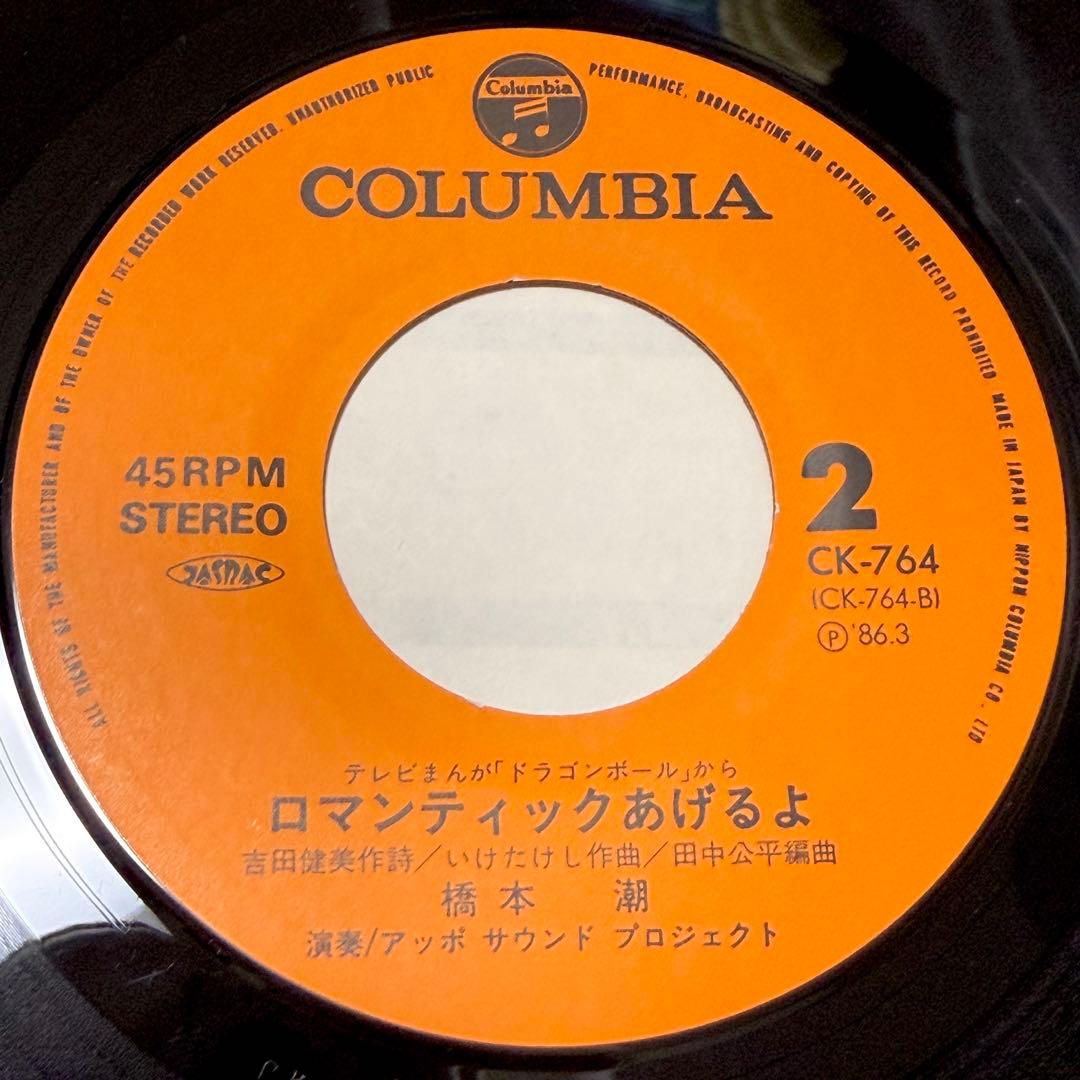 ALL RIGHTS OF THE MANUFACTURER AND OF THE OWNER OF THE RECORDED WORK RESERVED. UNAUTHORIZED PUBLIC
PERFORMANCE, BROADCASTING AND COPYING OF THIS RECORD PROHIBITED. MADE IN JAPAN BY NIPPON COLUMBIA CO., LTD
Columbia
COLUMBIA
45RPM
STEREO
JASRAC
2
CK-764
(CK-764-B)
Ⓟ '86.3
テレビまんが「ドラゴンボール」から
ロマンティックあげるよ
吉田健美作詩/いけたけし作曲/田中公平編曲
橋本 潮
演奏/アッポ サウンド プロジェクト